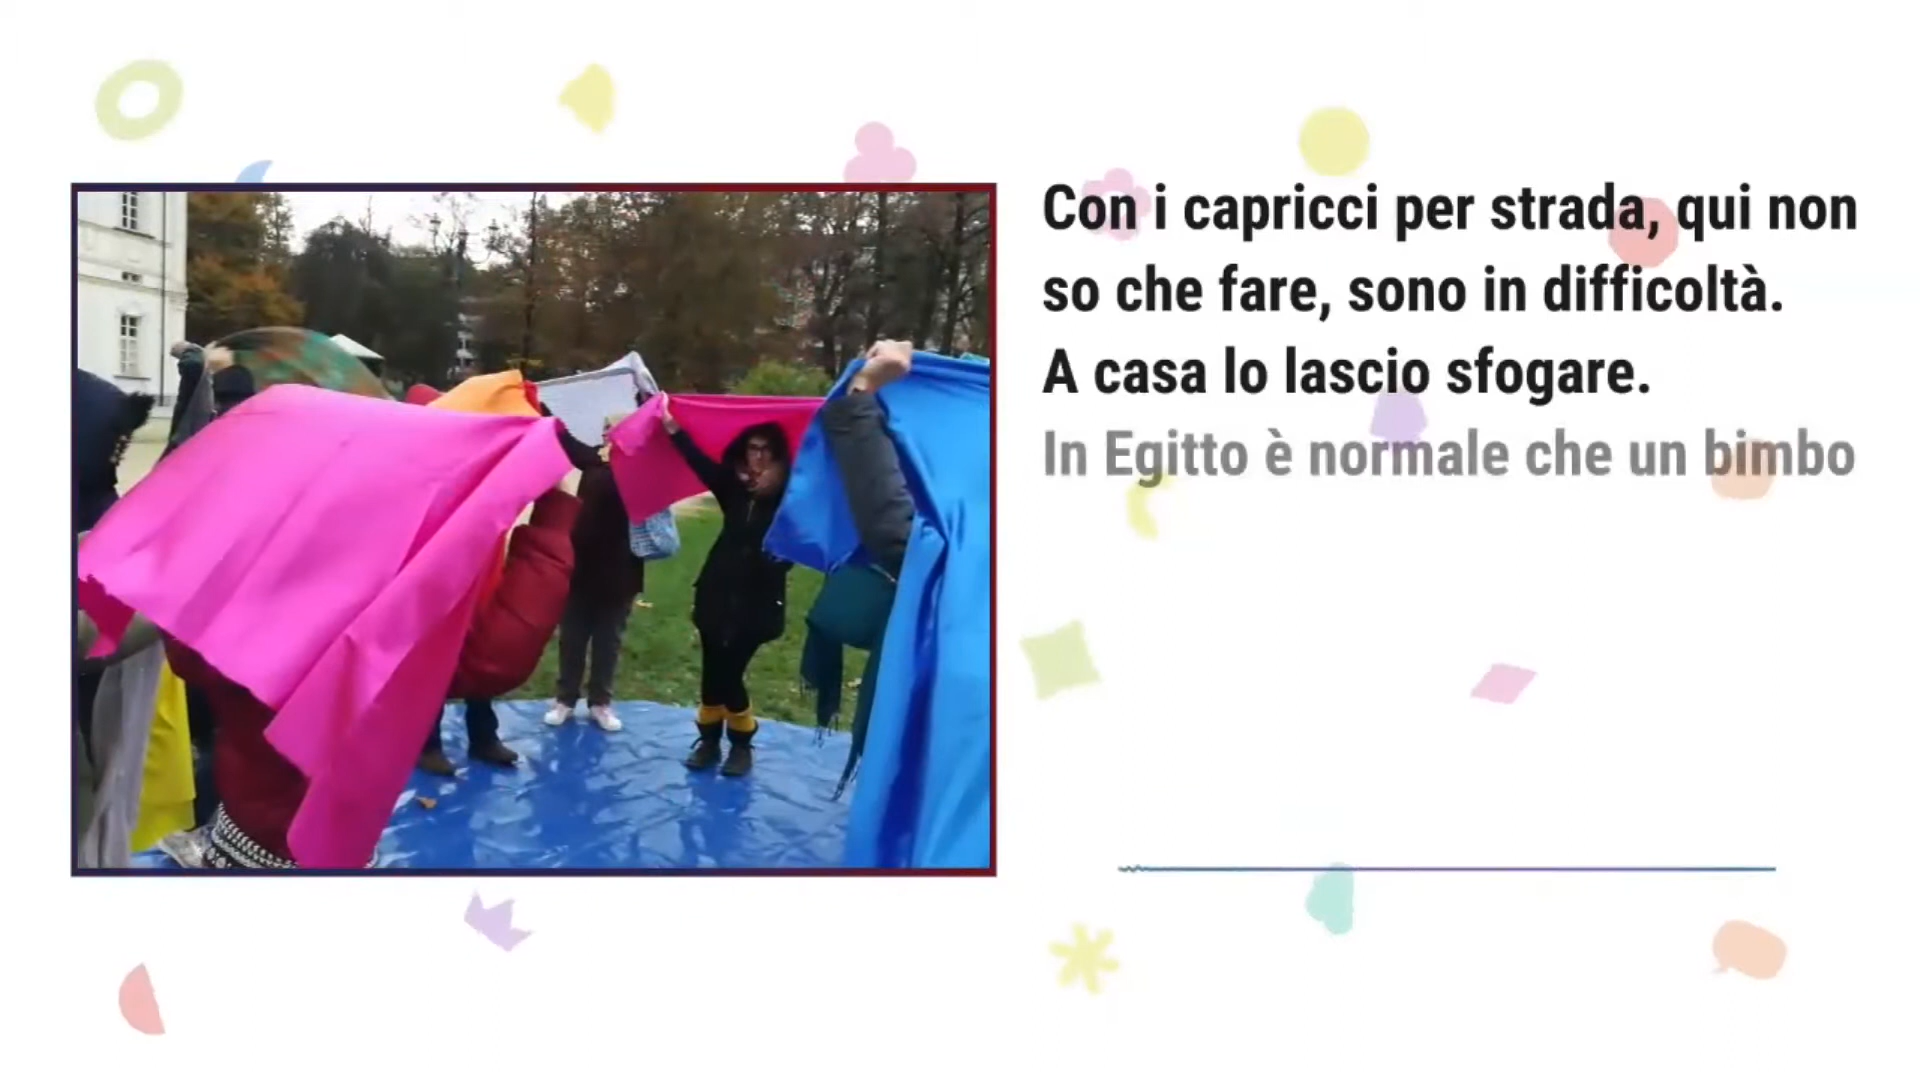 Con i capricci per strada, qui non
so che fare, sono in difficoltà.
A casa lo lascio sfogare.
In Egitto è normale che un bimbo